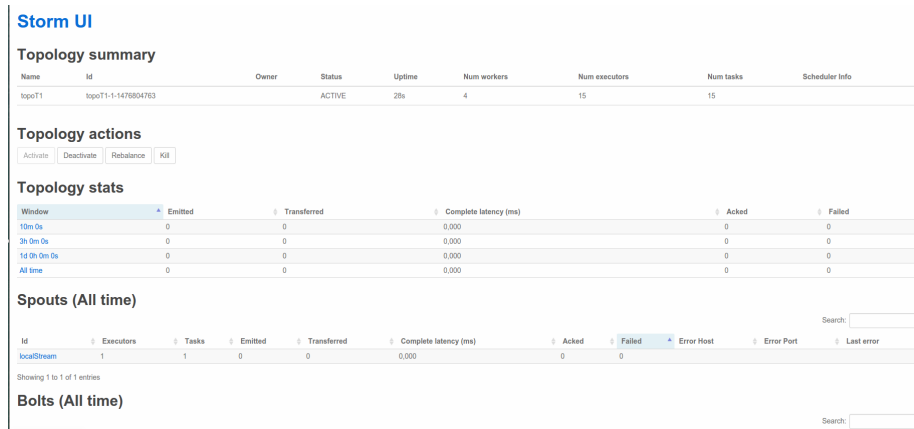 Storm UI
Topology summary
Name Id Owner Status Uptime Num workers Num executors Num tasks Scheduler Info
topoT1 topoT1-1-1476804763 ACTIVE 28s 4 15 15
Topology actions
Activate Deactivate Rebalance Kill
Topology stats
Window Emitted Transferred Complete latency (ms) Acked Failed
10m 0s 0 0 0,000 0 0
3h 0m 0s 0 0 0,000 0 0
1d 0h 0m 0s 0 0 0,000 0 0
All time 0 0 0,000 0 0
Spouts (All time)
Search:
Id Executors Tasks Emitted Transferred Complete latency (ms) Acked Failed Error Host Error Port Last error
localStream 1 1 0 0 0,000 0 0
Showing 1 to 1 of 1 entries
Bolts (All time)
Search: